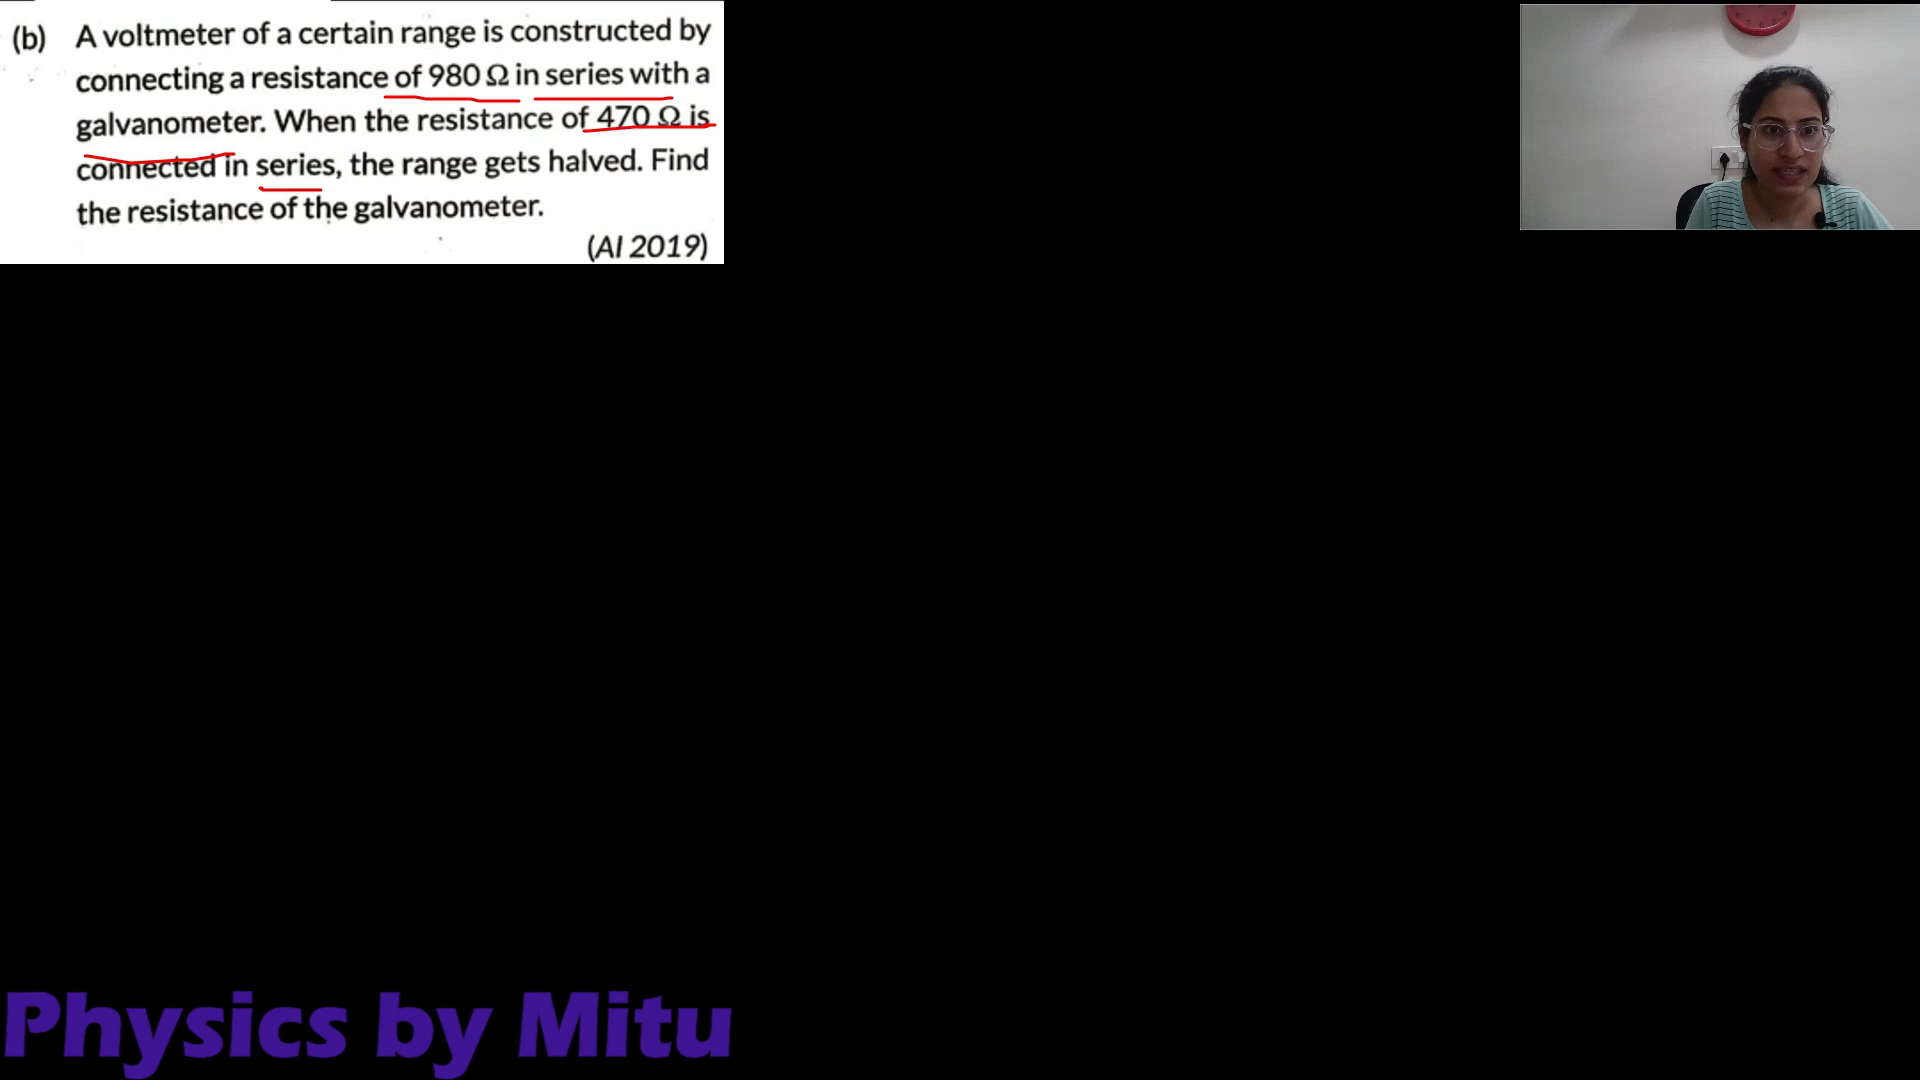 (b) A voltmeter of a certain range is constructed by
connecting a resistance of 980 Ω in series with a
galvanometer. When the resistance of 470 Ω is
connected in series, the range gets halved. Find
the resistance of the galvanometer.
(AI 2019)
Physics by Mitu